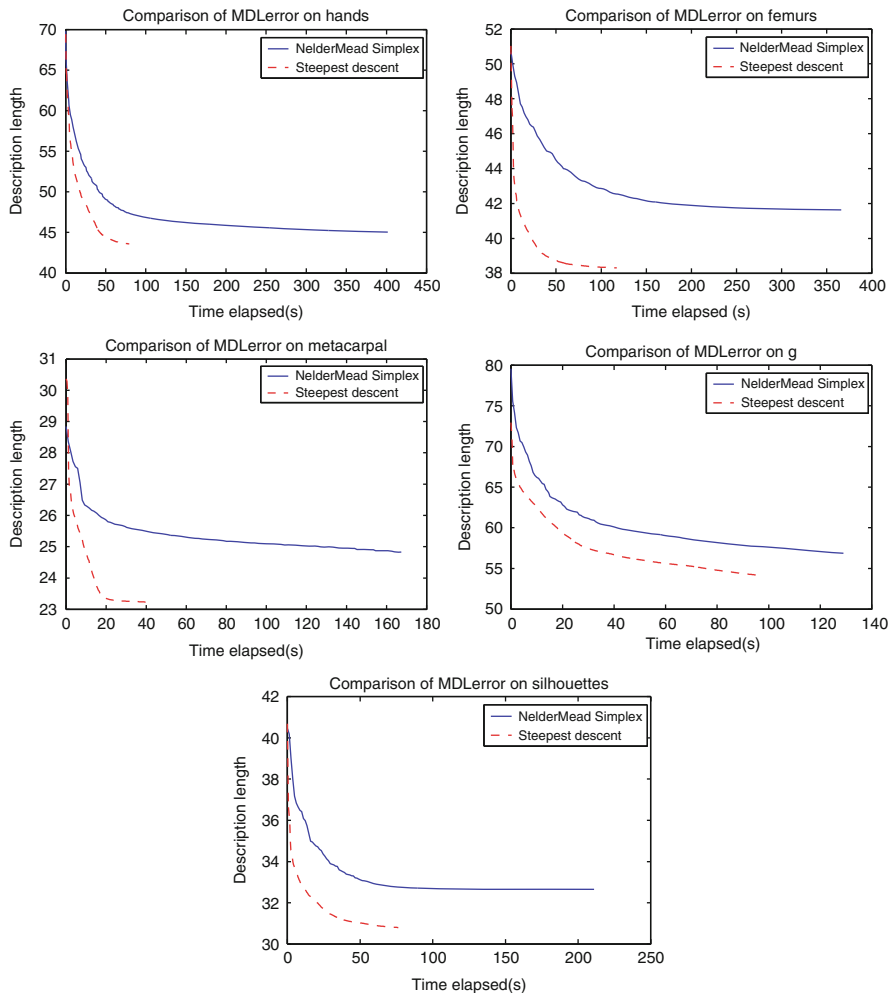 Comparison of MDLerror on hands
NelderMead Simplex
Steepest descent
Description length
70
65
60
55
50
45
40
0 50 100 150 200 250 300 350 400 450
Time elapsed(s)
Comparison of MDLerror on femurs
NelderMead Simplex
Steepest descent
Description length
52
50
48
46
44
42
40
38
0 50 100 150 200 250 300 350 400
Time elapsed (s)
Comparison of MDLerror on metacarpal
NelderMead Simplex
Steepest descent
Description length
31
30
29
28
27
26
25
24
23
0 20 40 60 80 100 120 140 160 180
Time elapsed(s)
Comparison of MDLerror on g
NelderMead Simplex
Steepest descent
Description length
80
75
70
65
60
55
50
0 20 40 60 80 100 120 140
Time elapsed(s)
Comparison of MDLerror on silhouettes
NelderMead Simplex
Steepest descent
Description length
42
40
38
36
34
32
30
0 50 100 150 200 250
Time elapsed(s)